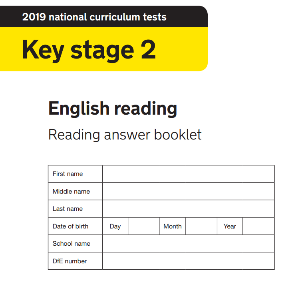 2019 national curriculum tests
Key stage 2
English reading
Reading answer booklet
First name
Middle name
Last name
Date of birth Day Month Year
School name
DfE number